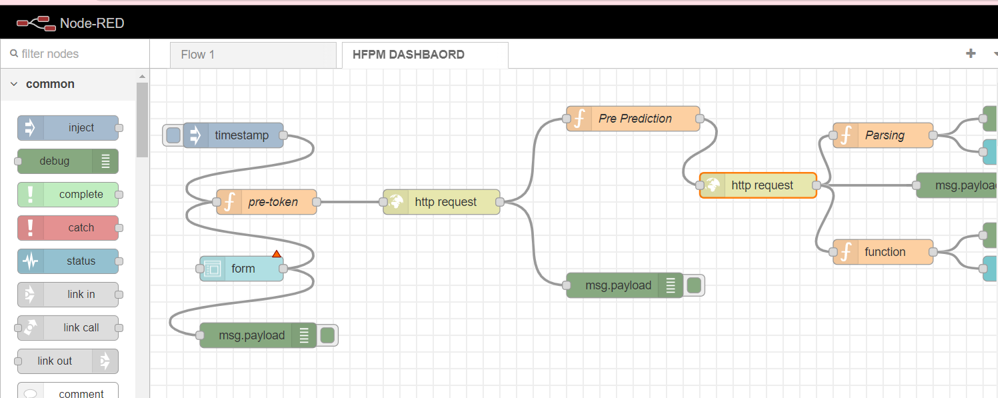 Node-RED
filter nodes
Flow 1
HFPM DASHBAORD
common
inject
debug
complete
catch
status
link in
link call
link out
comment
timestamp
pre-token
form
msg.payload
http request
Pre Prediction
msg.payload
http request
Parsing
msg.payload
function